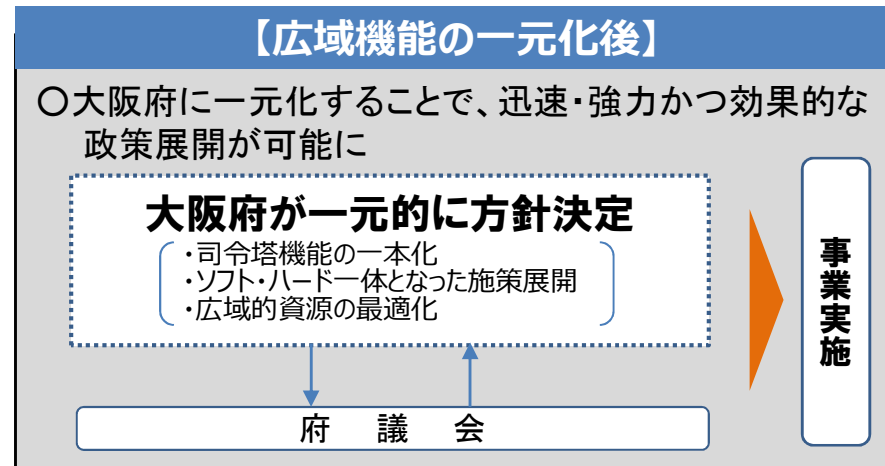 【広域機能の一元化後】
〇大阪府に一元化することで、迅速・強力かつ効果的な
政策展開が可能に
大阪府が一元的に方針決定
・司令塔機能の一本化
・ソフト・ハード一体となった施策展開
・広域的資源の最適化
事業実施
府　議　会